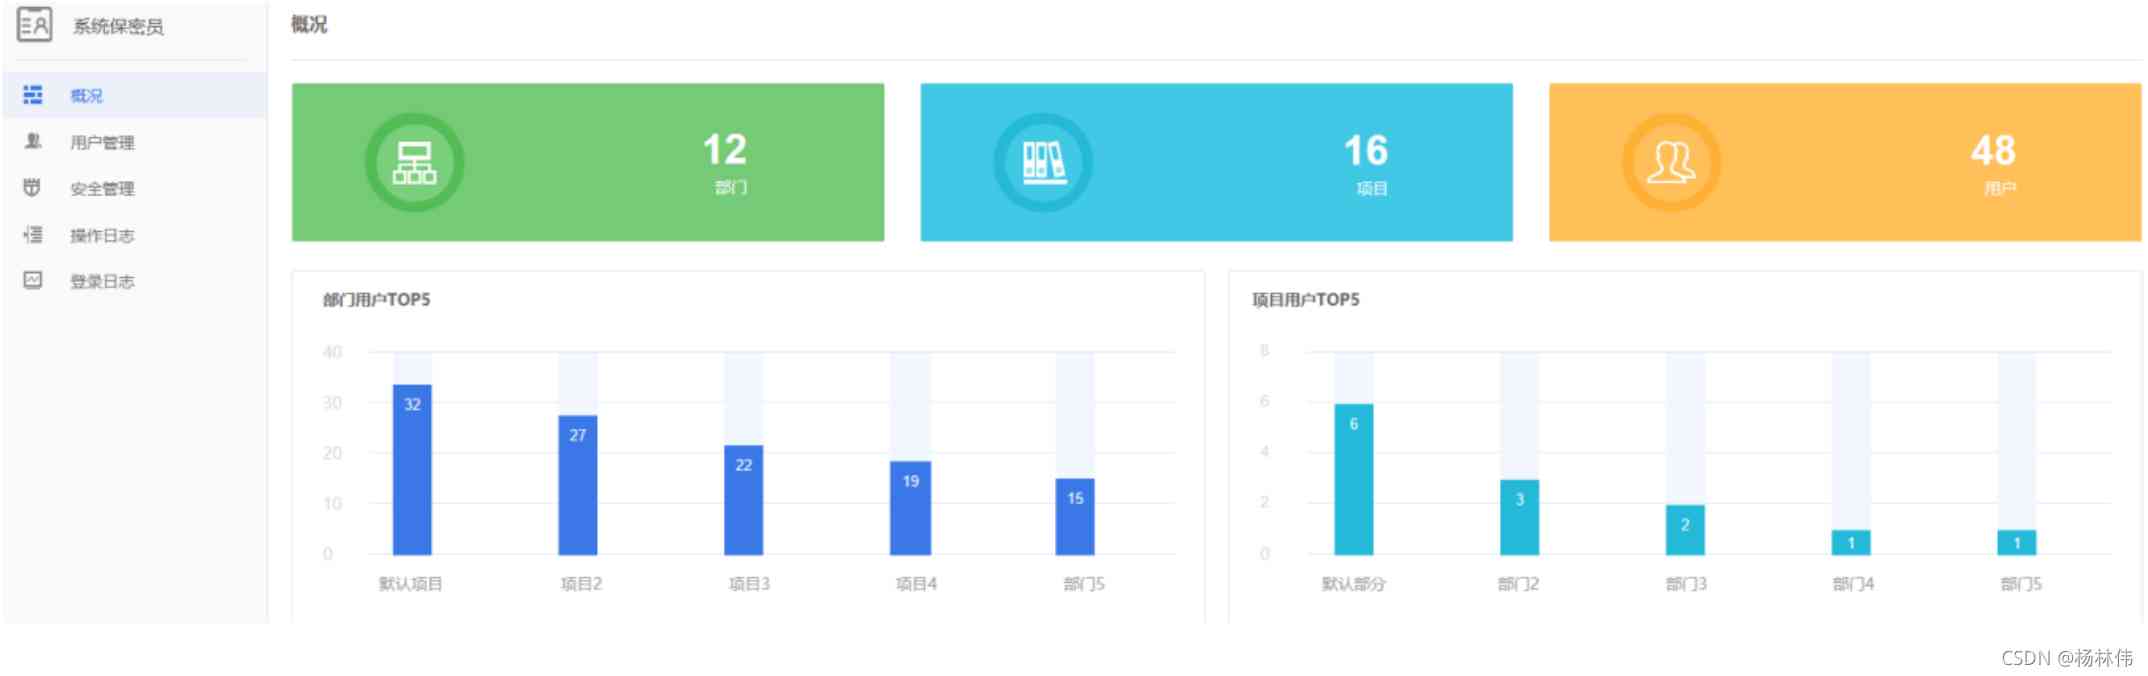 系统保密员
概况
用户管理
安全管理
操作日志
登录日志
概况
12
部门
16
项目
48
用户
部门用户TOP5
40
30
20
10
0
32
27
22
19
15
默认项目
项目2
项目3
项目4
部门5
项目用户TOP5
8
6
4
2
0
6
3
2
1
1
默认部分
部门2
部门3
部门4
部门5
CSDN @杨林伟